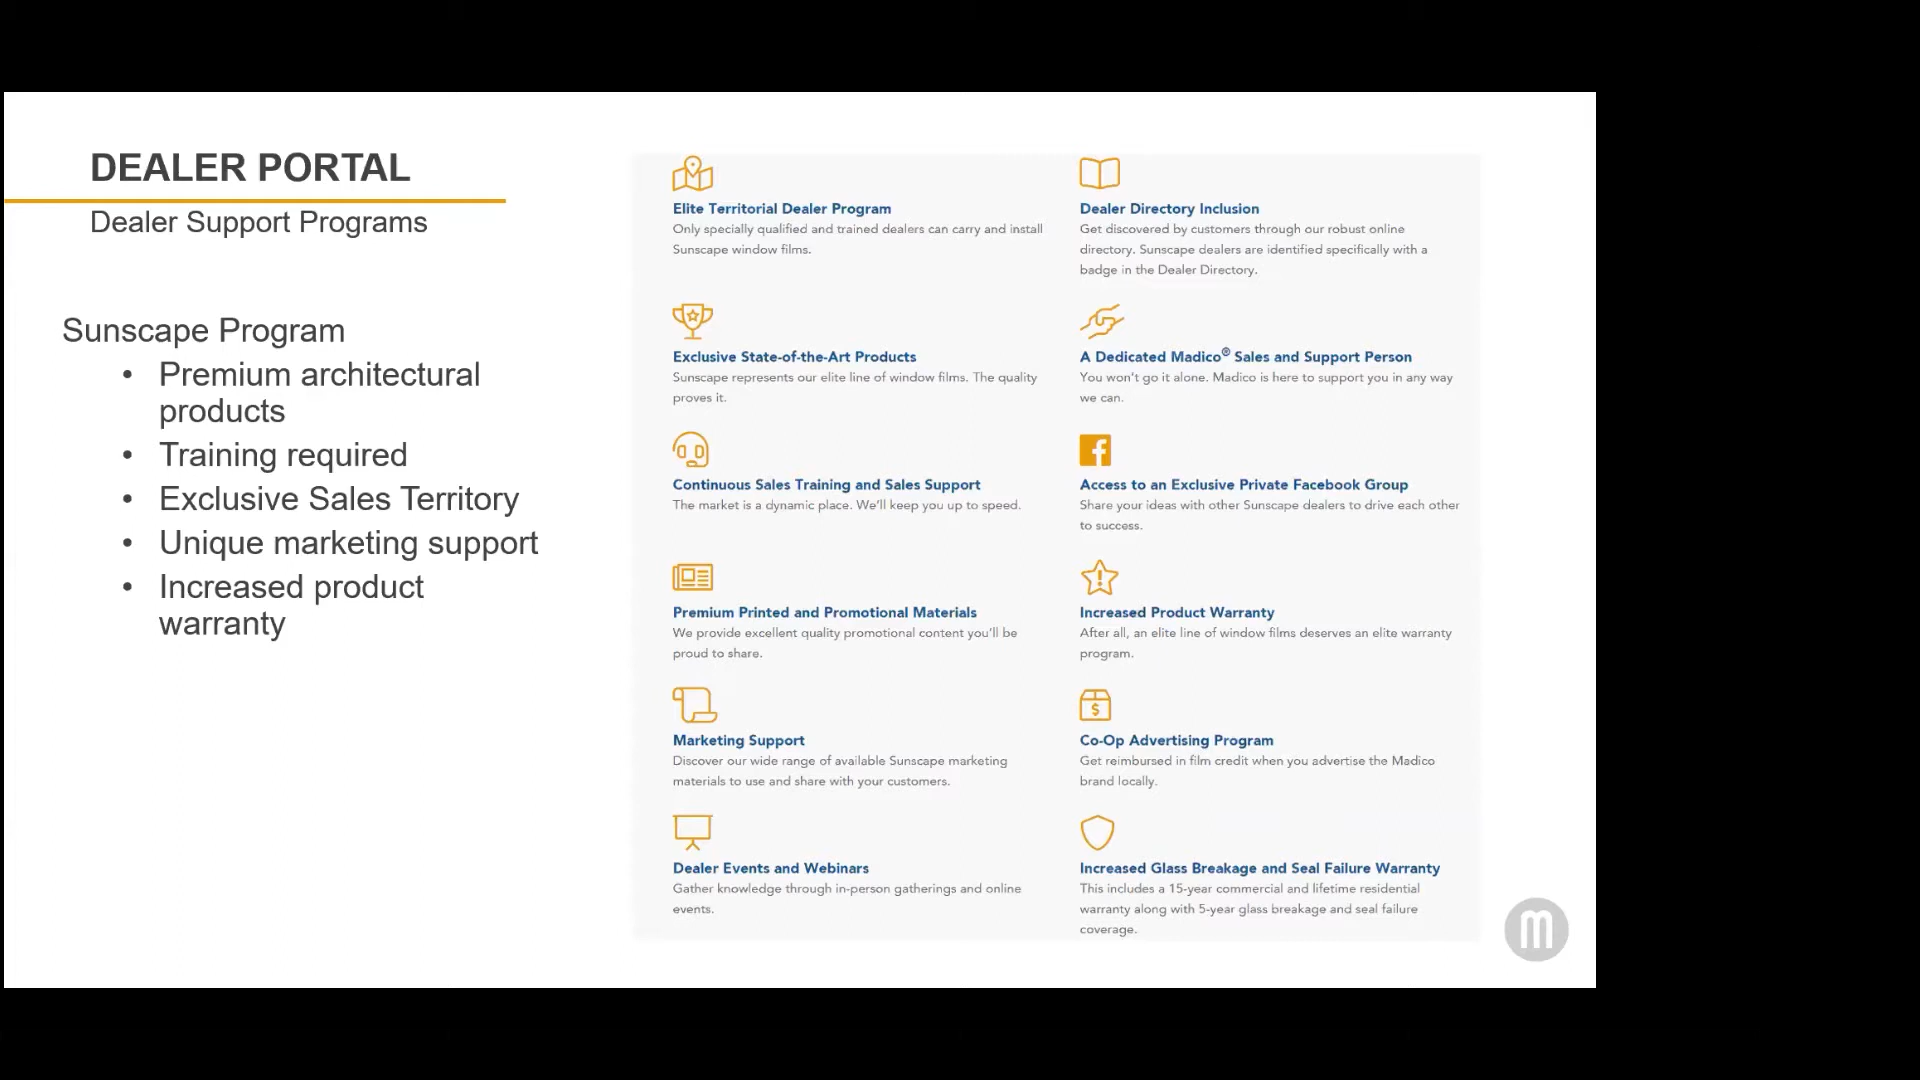 DEALER PORTAL
Dealer Support Programs
Sunscape Program
• Premium architectural
products
• Training required
• Exclusive Sales Territory
• Unique marketing support
• Increased product
warranty
Elite Territorial Dealer Program
Only specially qualified and trained dealers can carry and install
Sunscape window films.
Exclusive State-of-the-Art Products
Sunscape represents our elite line of window films. The quality
proves it.
Continuous Sales Training and Sales Support
The market is a dynamic place. We'll keep you up to speed.
Premium Printed and Promotional Materials
We provide excellent quality promotional content you'll be
proud to share.
Marketing Support
Discover our wide range of available Sunscape marketing
materials to use and share with your customers.
Dealer Events and Webinars
Gather knowledge through in-person gatherings and online
events.
Dealer Directory Inclusion
Get discovered by customers through our robust online
directory. Sunscape dealers are identified specifically with a
badge in the Dealer Directory.
A Dedicated Madico® Sales and Support Person
You won't go it alone. Madico is here to support you in any way
we can.
Access to an Exclusive Private Facebook Group
Share your ideas with other Sunscape dealers to drive each other
to success.
Increased Product Warranty
After all, an elite line of window films deserves an elite warranty
program.
Co-Op Advertising Program
Get reimbursed in film credit when you advertise the Madico
brand locally.
Increased Glass Breakage and Seal Failure Warranty
This includes a 15-year commercial and lifetime residential
warranty along with 5-year glass breakage and seal failure
coverage.
m